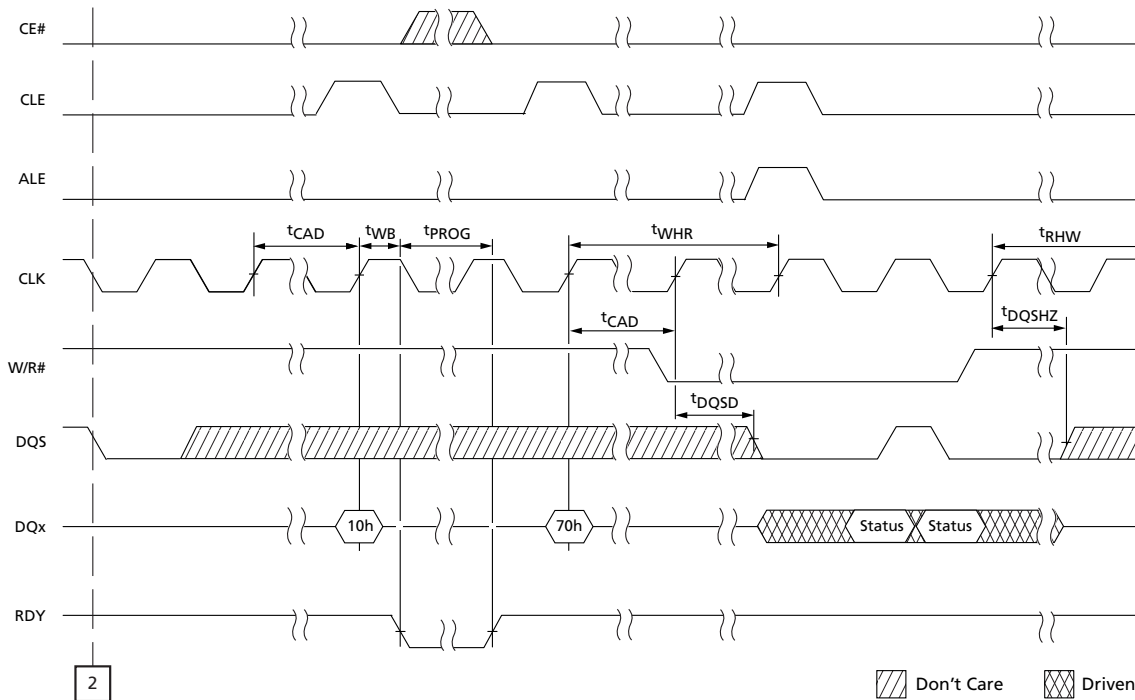 CE#
CLE
ALE
tCAD tWB tPROG tWHR tRHW
CLK
tCAD tDQSHZ
W/R#
tDQSD
DQS
DQx 10h 70h Status Status
RDY
2 Don't Care Driven